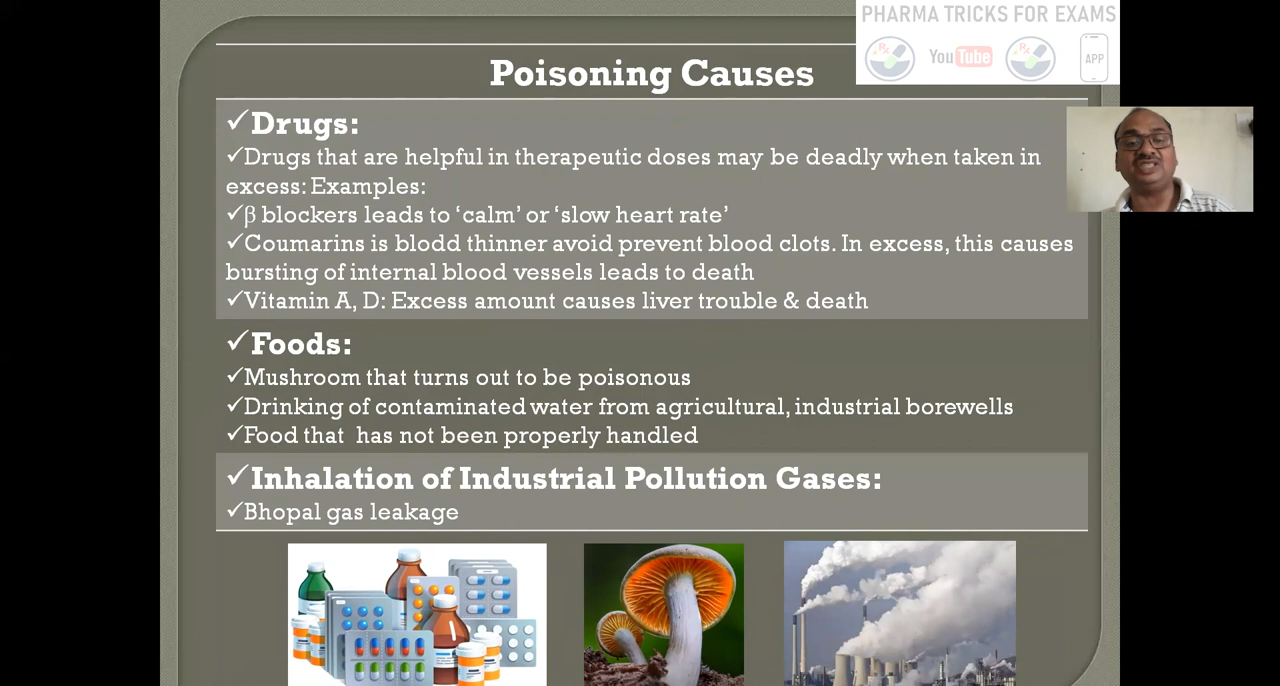 PHARMA TRICKS FOR EXAMS
Rx
YouTube
Rx
APP
Poisoning Causes
✓Drugs:
✓Drugs that are helpful in therapeutic doses may be deadly when taken in
excess: Examples:
✓β blockers leads to ‘calm’ or ‘slow heart rate’
✓Coumarins is blodd thinner avoid prevent blood clots. In excess, this causes
bursting of internal blood vessels leads to death
✓Vitamin A, D: Excess amount causes liver trouble & death
✓Foods:
✓Mushroom that turns out to be poisonous
✓Drinking of contaminated water from agricultural, industrial borewells
✓Food that  has not been properly handled
✓Inhalation of Industrial Pollution Gases:
✓Bhopal gas leakage